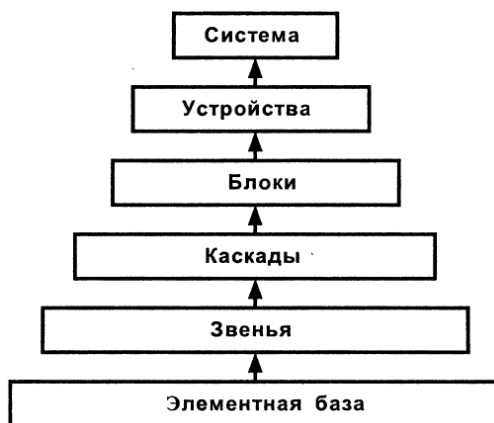 Система
Устройства
Блоки
Каскады
Звенья
Элементная база